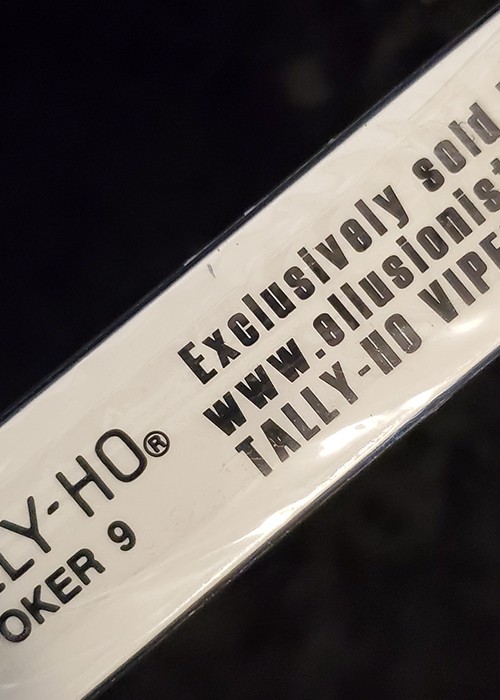 LY-HO®
OKER 9
Exclusively sold
www.ellusionist
TALLY-HO VIPE